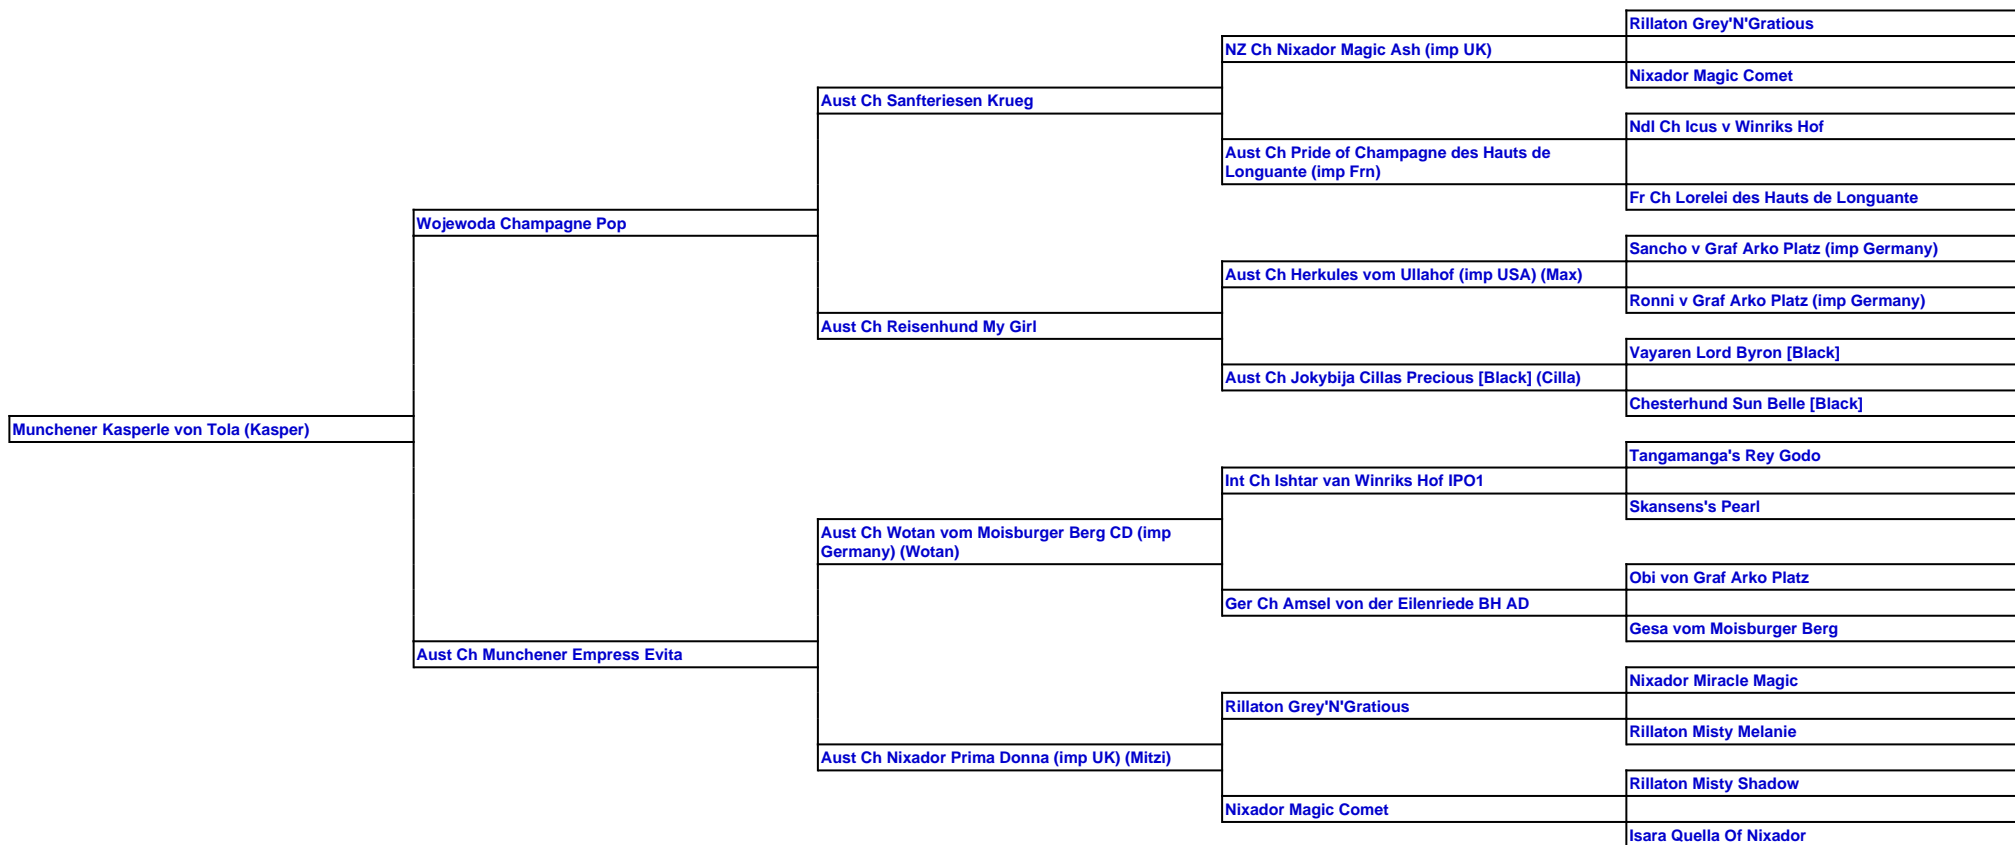 Rillaton Grey'N'Gratious
NZ Ch Nixador Magic Ash (imp UK)
Nixador Magic Comet
Aust Ch Sanfteriesen Krueg
Ndl Ch Icus v Winriks Hof
Aust Ch Pride of Champagne des Hauts de
Longuante (imp Frn)
Fr Ch Lorelei des Hauts de Longuante
Wojewoda Champagne Pop
Sancho v Graf Arko Platz (imp Germany)
Aust Ch Herkules vom Ullahof (imp USA) (Max)
Ronni v Graf Arko Platz (imp Germany)
Aust Ch Reisenhund My Girl
Vayaren Lord Byron [Black]
Aust Ch Jokybija Cillas Precious [Black] (Cilla)
Chesterhund Sun Belle [Black]
Munchener Kasperle von Tola (Kasper)
Tangamanga's Rey Godo
Int Ch Ishtar van Winriks Hof IPO1
Skansens's Pearl
Aust Ch Wotan vom Moisburger Berg CD (imp
Germany) (Wotan)
Obi von Graf Arko Platz
Ger Ch Amsel von der Eilenriede BH AD
Gesa vom Moisburger Berg
Aust Ch Munchener Empress Evita
Nixador Miracle Magic
Rillaton Grey'N'Gratious
Rillaton Misty Melanie
Aust Ch Nixador Prima Donna (imp UK) (Mitzi)
Rillaton Misty Shadow
Nixador Magic Comet
Isara Quella Of Nixador